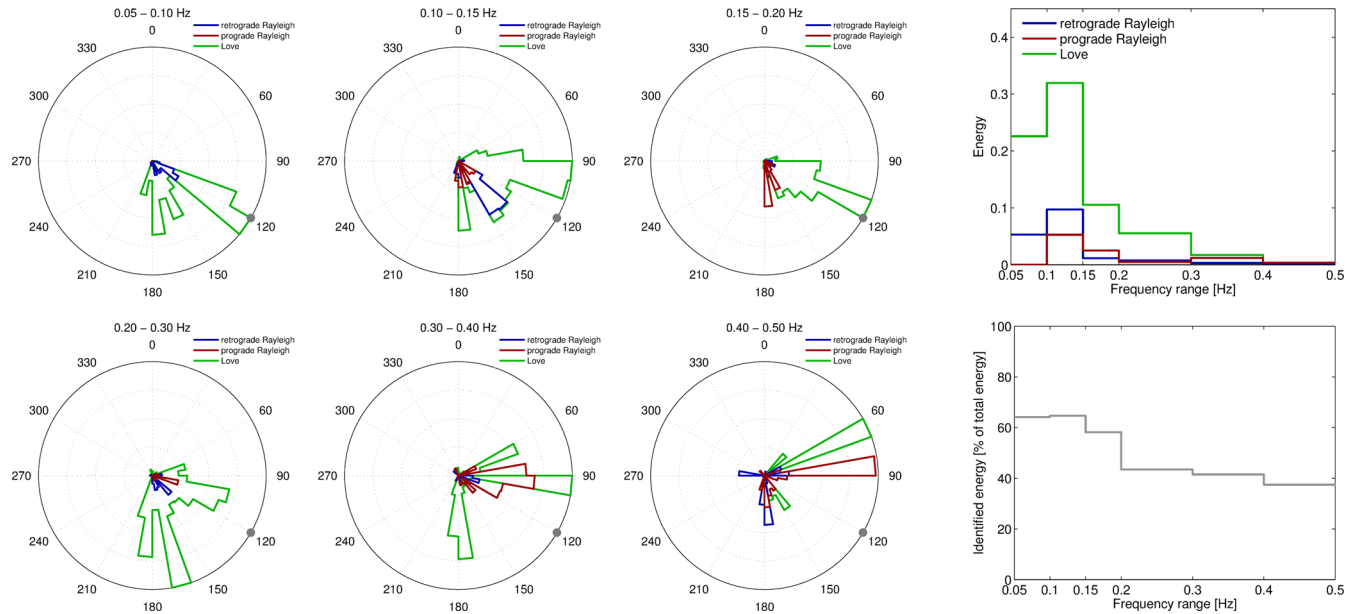 0.05 – 0.10 Hz
retrograde Rayleigh
prograde Rayleigh
Love
0
330
300
60
270
90
240
120
210
150
180
0.10 – 0.15 Hz
retrograde Rayleigh
prograde Rayleigh
Love
0
330
300
60
270
90
240
120
210
150
180
0.15 – 0.20 Hz
retrograde Rayleigh
prograde Rayleigh
Love
0
330
300
60
270
90
240
120
210
150
180
retrograde Rayleigh
prograde Rayleigh
Love
Energy
0.4
0.3
0.2
0.1
0
0.05 0.1 0.15 0.2 0.3 0.4 0.5
Frequency range [Hz]
0.20 – 0.30 Hz
retrograde Rayleigh
prograde Rayleigh
Love
0
330
300
60
270
90
240
120
210
150
180
0.30 – 0.40 Hz
retrograde Rayleigh
prograde Rayleigh
Love
0
330
300
60
270
90
240
120
210
150
180
0.40 – 0.50 Hz
retrograde Rayleigh
prograde Rayleigh
Love
0
330
300
60
270
90
240
120
210
150
180
Identified energy [% of total energy]
100
80
60
40
20
0
0.05 0.1 0.15 0.2 0.3 0.4 0.5
Frequency range [Hz]